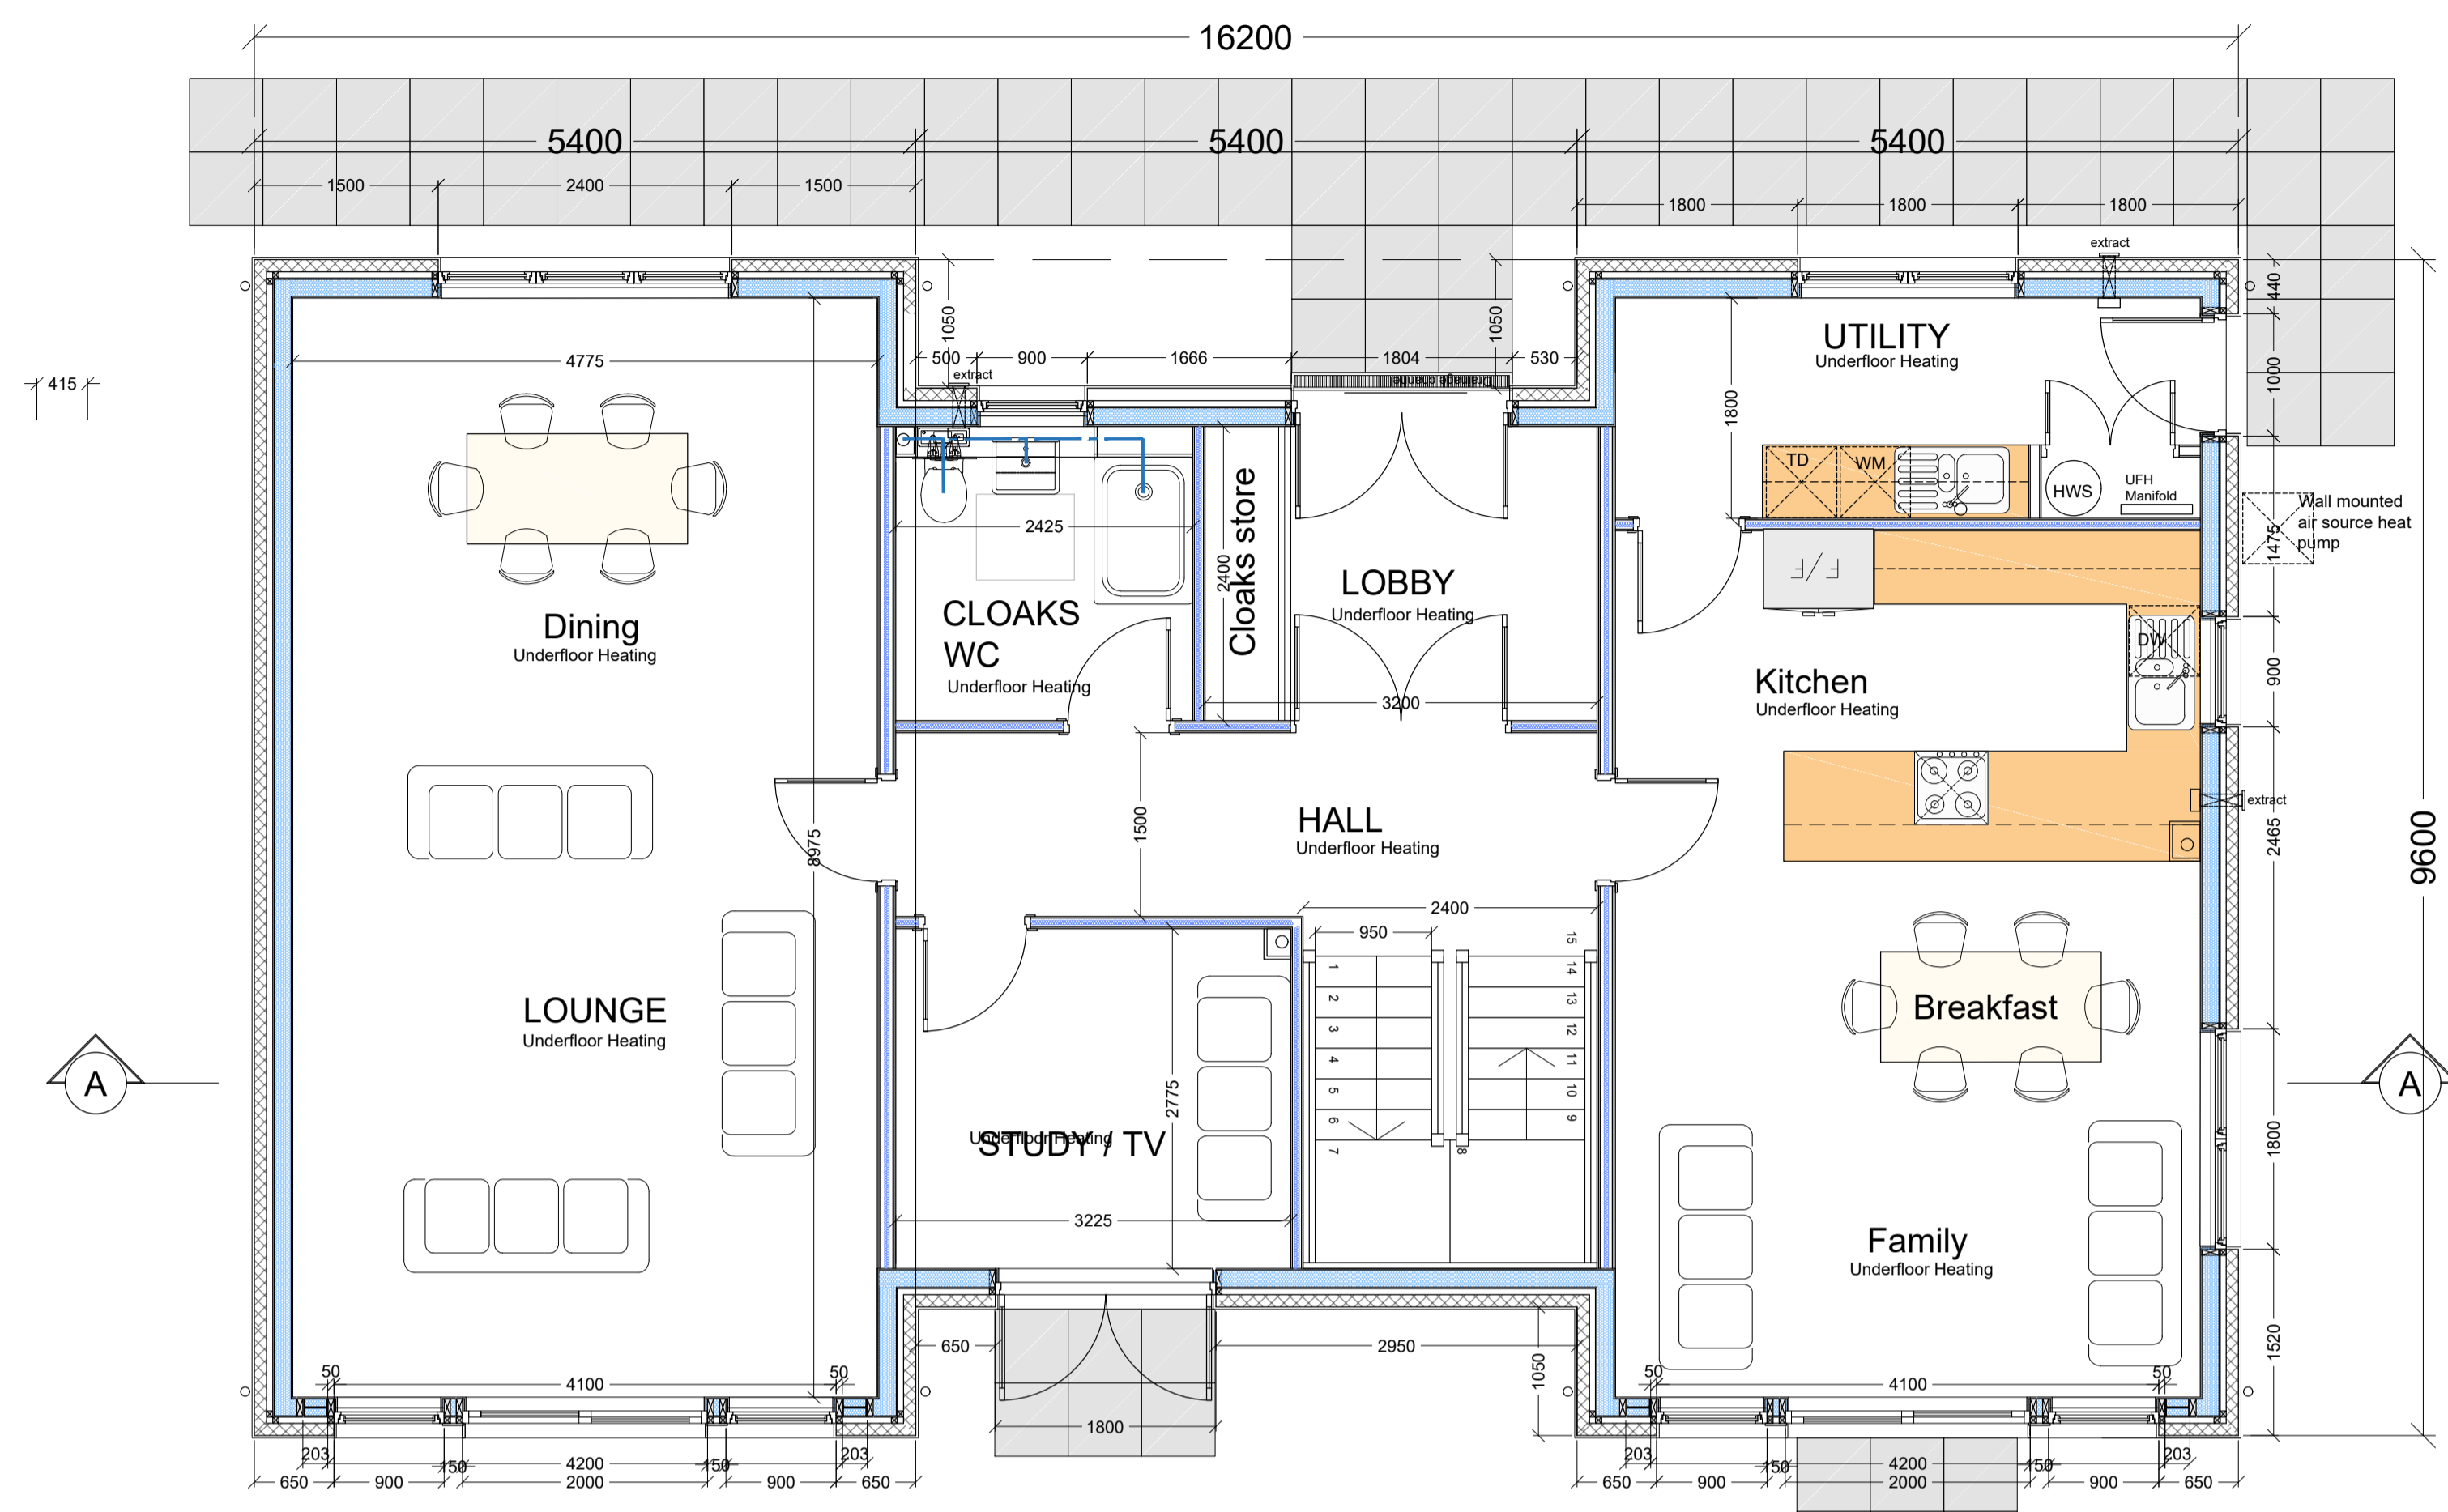 16200
5400
5400
5400
1500
2400
1500
1800
1800
1800
extract
440
1050
1050
500
900
1666
1804
530
extract
Drainage channel
4775
415
UTILITY
Underfloor Heating
1800
1000
TD
WM
HWS
UFH
Manifold
Wall mounted
air source heat
pump
1475
2425
2400
Cloaks store
F/F
Dining
Underfloor Heating
CLOAKS
WC
Underfloor Heating
LOBBY
Underfloor Heating
3200
DW
Kitchen
Underfloor Heating
900
1500
8975
HALL
Underfloor Heating
extract
2465
9600
2400
950
15
1
14
2
13
3
12
4
11
5
10
6
9
7
8
LOUNGE
Underfloor Heating
Breakfast
A
A
2775
Underfloor Heating
STUDY / TV
1800
3225
Family
Underfloor Heating
650
2950
1050
1520
50
4100
50
50
4100
50
1800
203
4200
203
203
4200
203
650
900
150
2000
150
900
650
650
900
150
2000
150
900
650